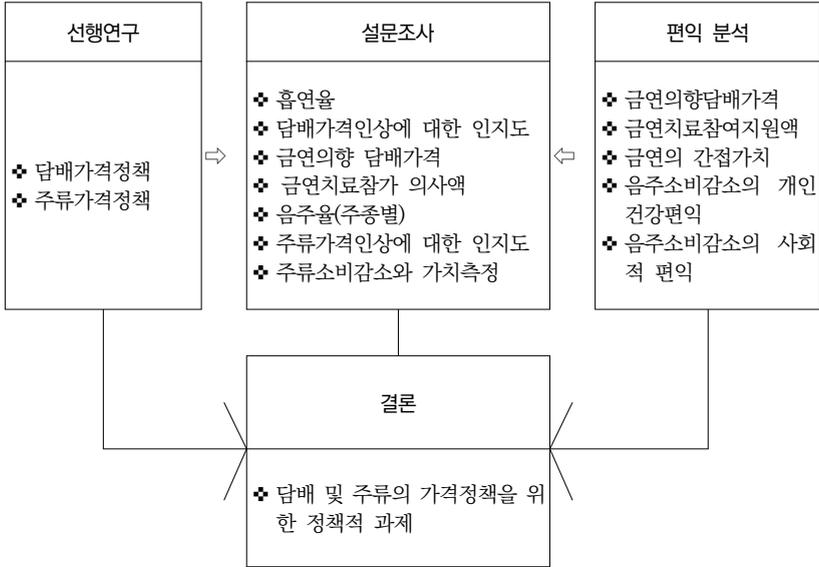 선행연구
❖ 담배가격정책
❖ 주류가격정책
설문조사
❖ 흡연율
❖ 담배가격인상에 대한 인지도
❖ 금연의향 담배가격
❖ 금연치료참가 의사액
❖ 음주율(주종별)
❖ 주류가격인상에 대한 인지도
❖ 주류소비감소와 가치측정
편익 분석
❖ 금연의향담배가격
❖ 금연치료참여지원액
❖ 금연의 간접가치
❖ 음주소비감소의 개인
건강편익
❖ 음주소비감소의 사회
적 편익
결론
❖ 담배 및 주류의 가격정책을 위
한 정책적 과제